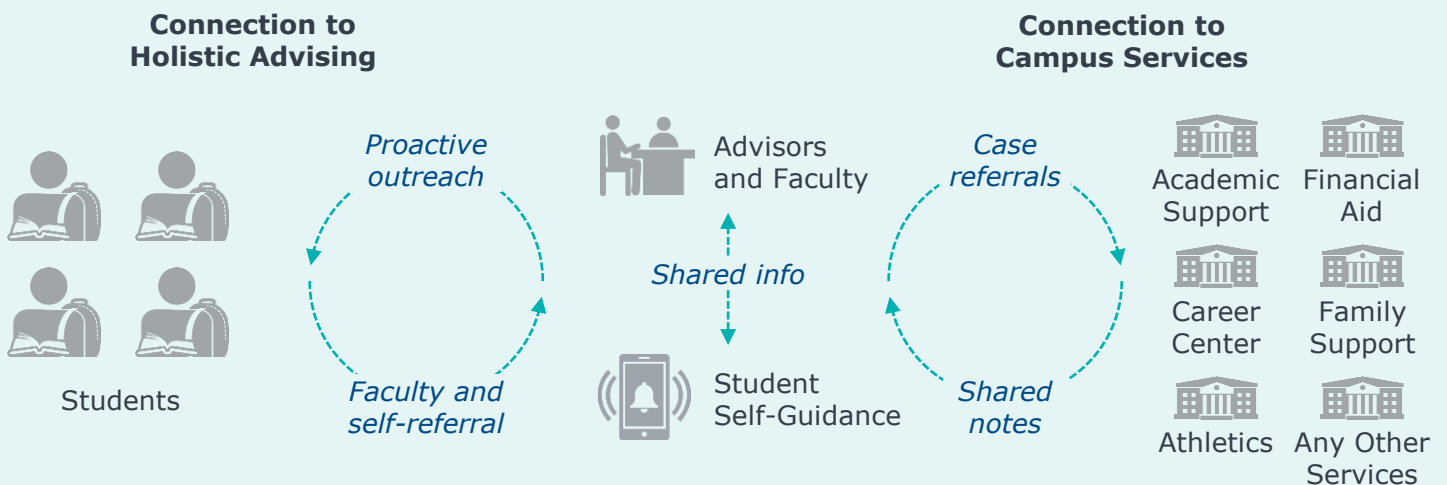 Connection to
Holistic Advising
Connection to
Campus Services
Students
Proactive
outreach
Faculty and
self-referral
Advisors
and Faculty
Shared info
Student
Self-Guidance
Case
referrals
Shared
notes
Academic
Support
Financial
Aid
Career
Center
Family
Support
Athletics
Any Other
Services